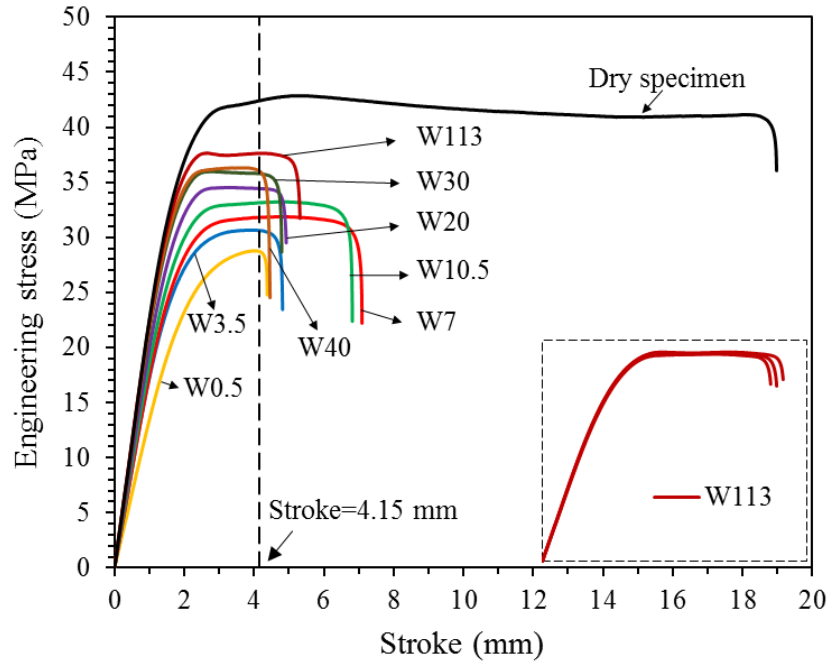 50
45
40
35
30
25
20
15
10
5
0
Engineering stress (MPa)
Dry specimen
W113
W30
W20
W10.5
W7
W3.5
W40
W0.5
Stroke=4.15 mm
W113
0 2 4 6 8 10 12 14 16 18 20
Stroke (mm)